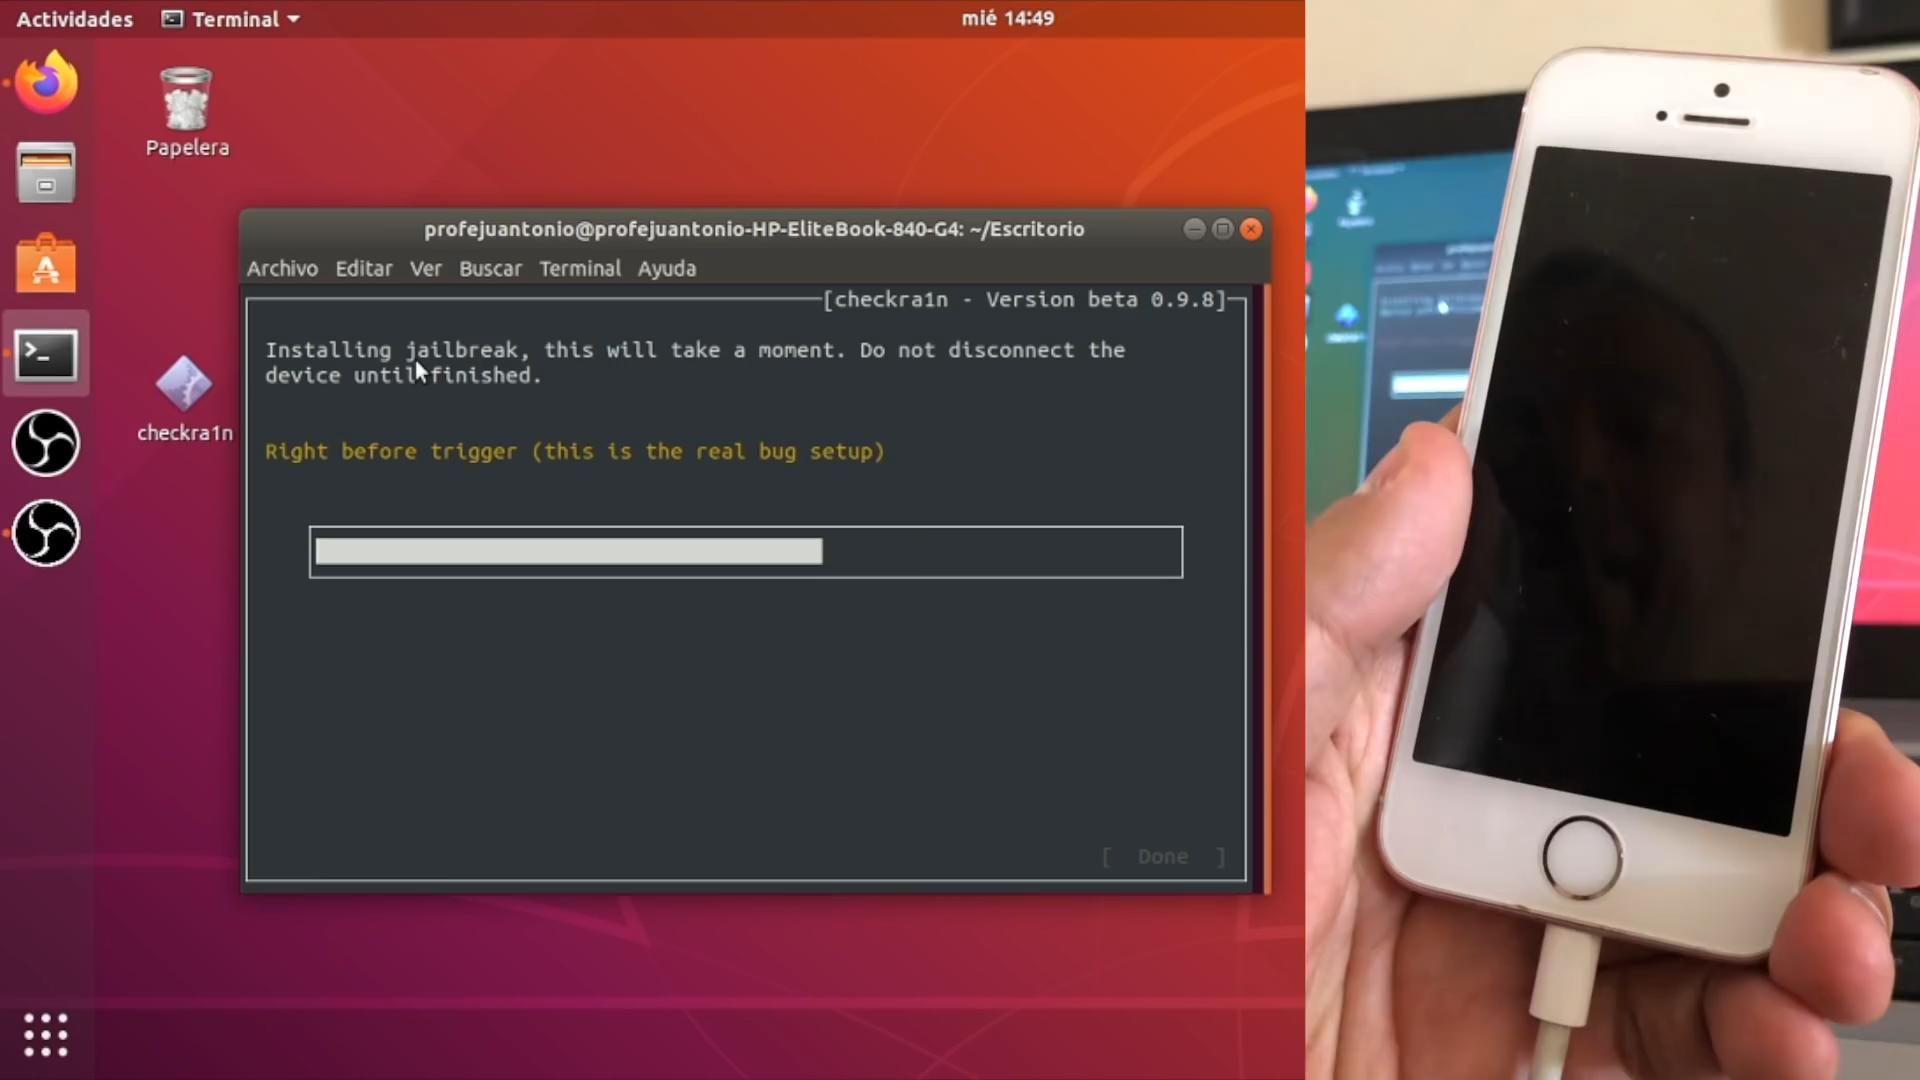 Actividades
Terminal
mié 14:49
Papelera
checkra1n
profejuantonio@profejuantonio-HP-EliteBook-840-G4: ~/Escritorio
Archivo Editar Ver Buscar Terminal Ayuda
[checkra1n - Version beta 0.9.8]
Installing jailbreak, this will take a moment. Do not disconnect the
device until finished.
Right before trigger (this is the real bug setup)
[ Done ]